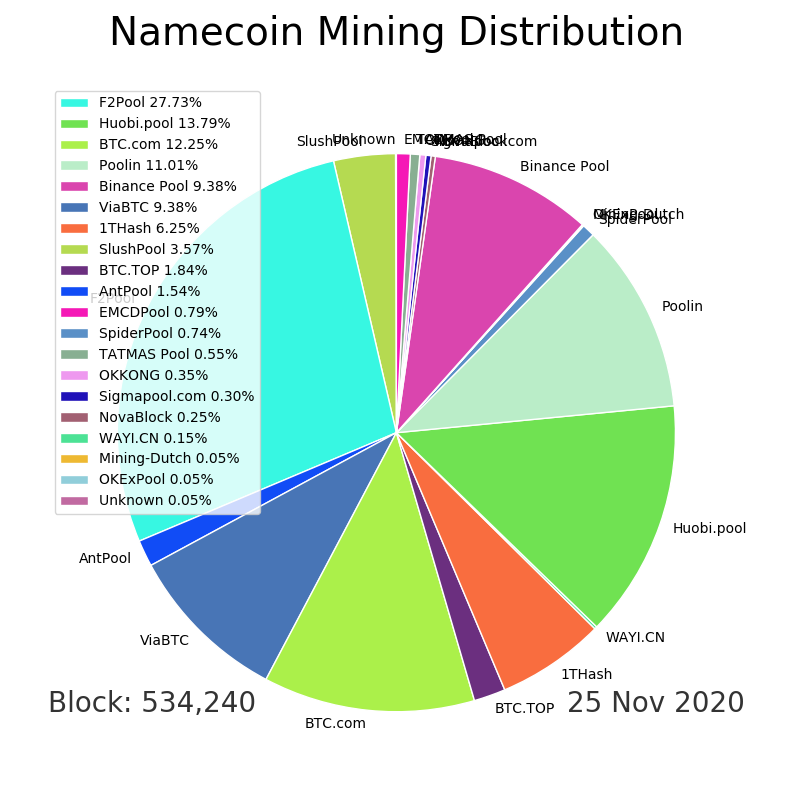 Namecoin Mining Distribution
F2Pool 27.73%
Huobi.pool 13.79%
BTC.com 12.25%
Poolin 11.01%
Binance Pool 9.38%
ViaBTC 9.38%
1THash 6.25%
SlushPool 3.57%
BTC.TOP 1.84%
AntPool 1.54%
EMCDPool 0.79%
SpiderPool 0.74%
TATMAS Pool 0.55%
OKKONG 0.35%
Sigmapool.com 0.30%
NovaBlock 0.25%
WAYI.CN 0.15%
Mining-Dutch 0.05%
OKExPool 0.05%
Unknown 0.05%
SlushPool
Unknown
Binance Pool
SpiderPool
F2Pool
Poolin
Huobi.pool
AntPool
WAYI.CN
ViaBTC
1THash
BTC.TOP
BTC.com
Block: 534,240
25 Nov 2020